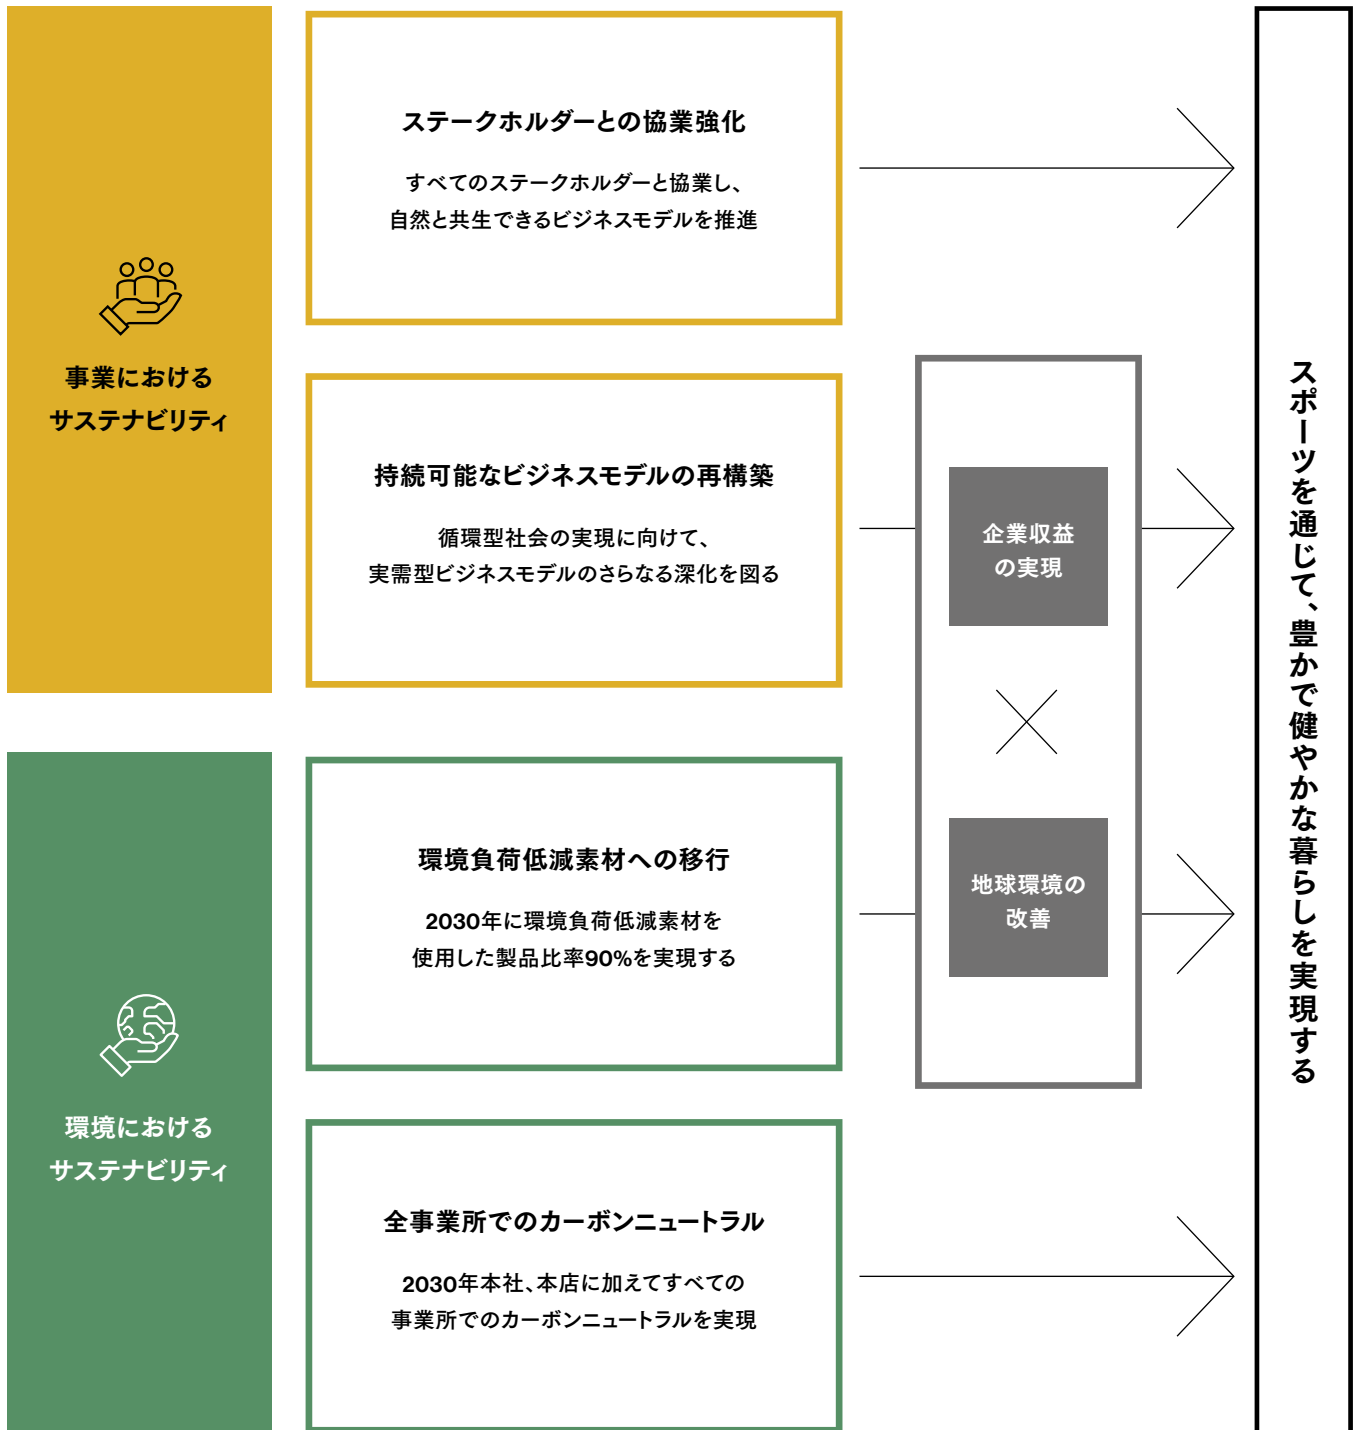 事業における
サステナビリティ
ステークホルダーとの協業強化
すべてのステークホルダーと協業し、
自然と共生できるビジネスモデルを推進
持続可能なビジネスモデルの再構築
循環型社会の実現に向けて、
実需型ビジネスモデルのさらなる深化を図る
環境における
サステナビリティ
環境負荷低減素材への移行
2030年に環境負荷低減素材を
使用した製品比率90%を実現する
全事業所でのカーボンニュートラル
2030年本社、本店に加えてすべての
事業所でのカーボンニュートラルを実現
企業収益
の実現
地球環境の
改善
スポーツを通じて、豊かで健やかな暮らしを実現する